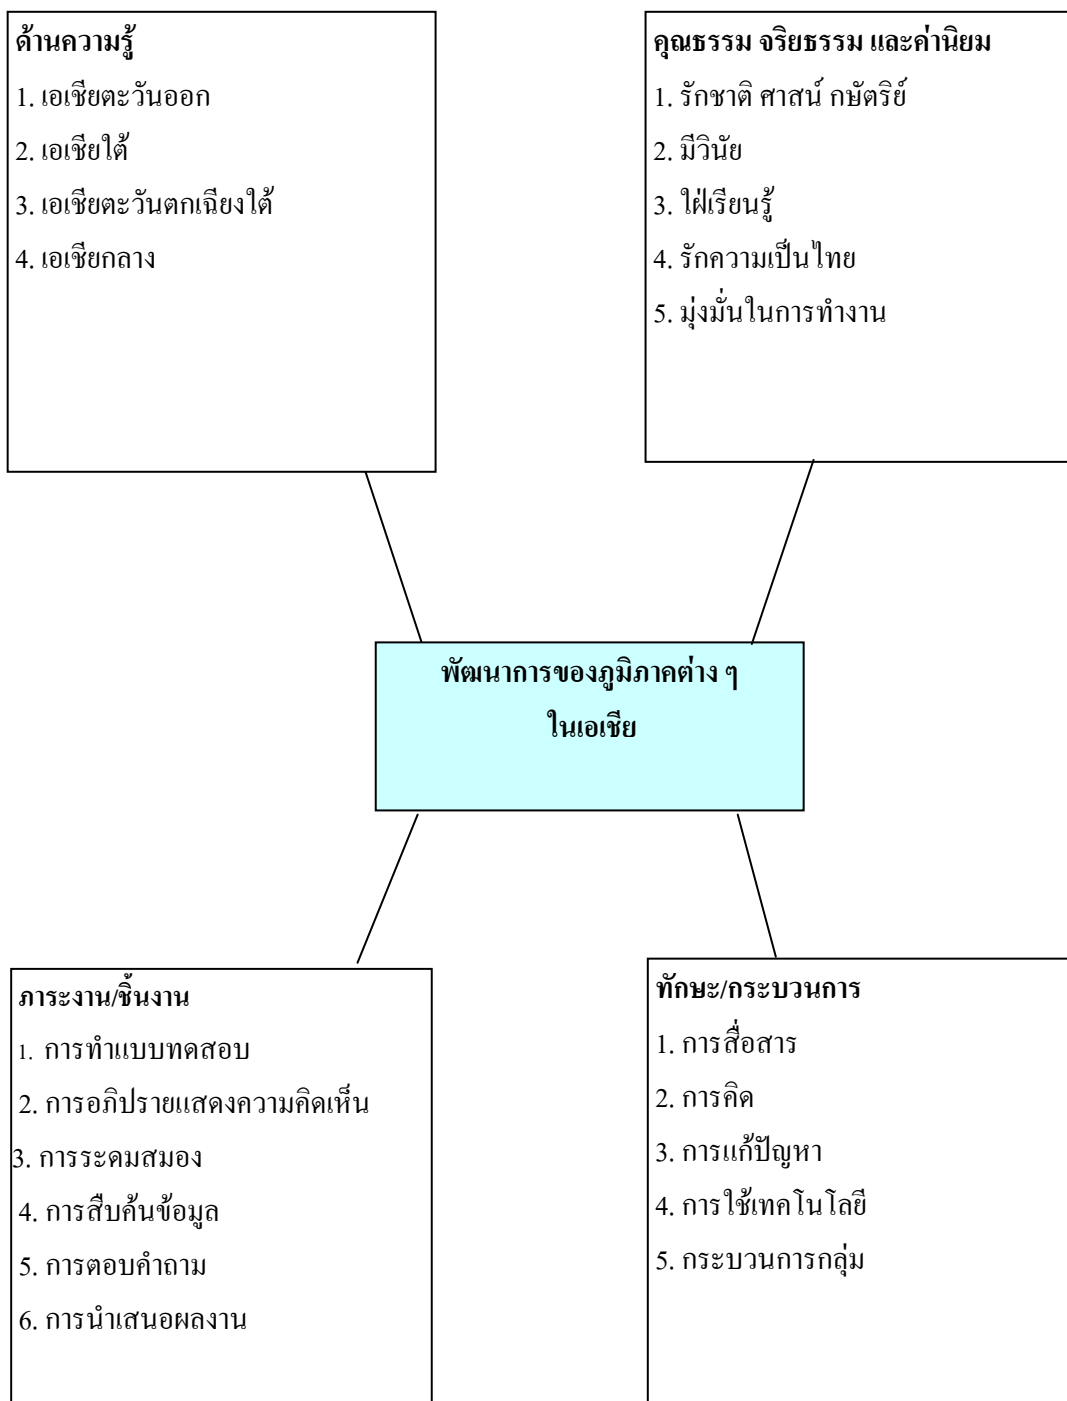 ด้านความรู้
1. เอเชียตะวันออก
2. เอเชียใต้
3. เอเชียตะวันตกเฉียงใต้
4. เอเชียกลาง
คุณธรรม จริยธรรม และค่านิยม
1. รักชาติ ศาสน์ กษัตริย์
2. มีวินัย
3. ใฝ่เรียนรู้
4. รักความเป็นไทย
5. มุ่งมั่นในการทำงาน
พัฒนาการของภูมิภาคต่าง ๆ
ในเอเชีย
ภาระงาน/ชิ้นงาน
1. การทำแบบทดสอบ
2. การอภิปรายแสดงความคิดเห็น
3. การระดมสมอง
4. การสืบค้นข้อมูล
5. การตอบคำถาม
6. การนำเสนอผลงาน
ทักษะ/กระบวนการ
1. การสื่อสาร
2. การคิด
3. การแก้ปัญหา
4. การใช้เทคโนโลยี
5. กระบวนการกลุ่ม